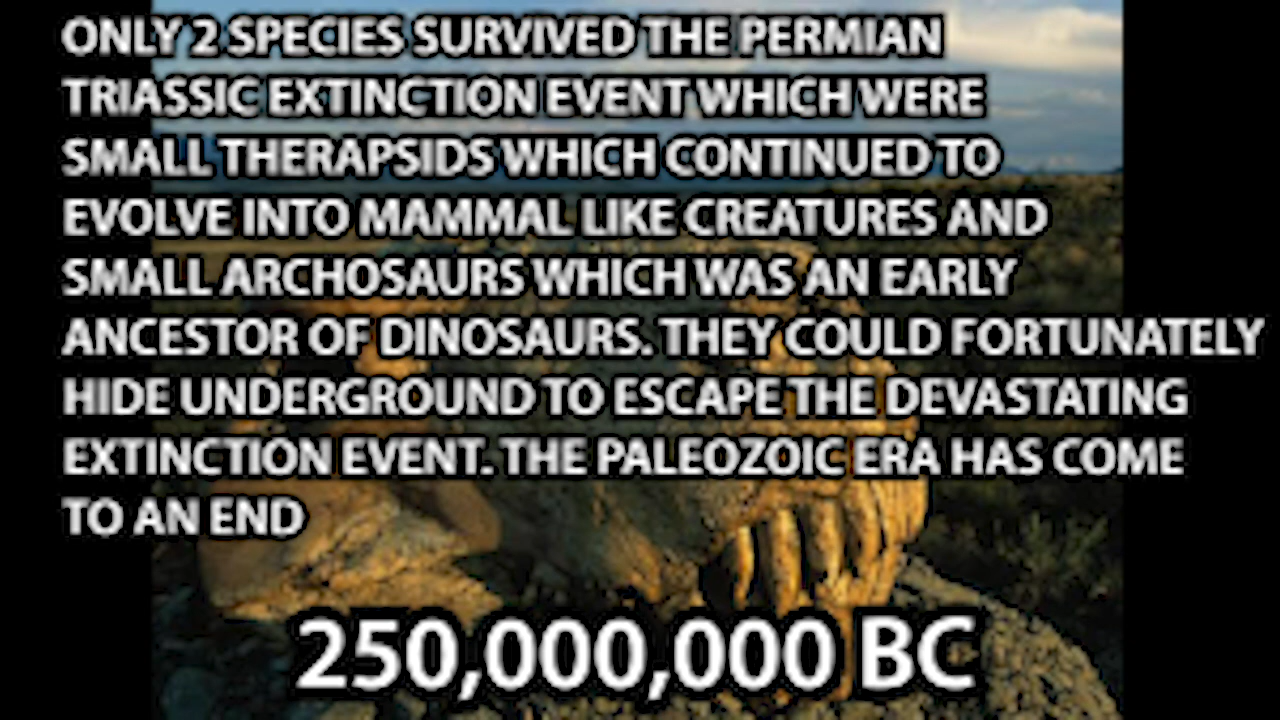 ONLY 2 SPECIES SURVIVED THE PERMIAN
TRIASSIC EXTINCTION EVENT WHICH WERE
SMALL THERAPSIDS WHICH CONTINUED TO
EVOLVE INTO MAMMAL LIKE CREATURES AND
SMALL ARCHOSAURS WHICH WAS AN EARLY
ANCESTOR OF DINOSAURS. THEY COULD FORTUNATELY
HIDE UNDERGROUND TO ESCAPE THE DEVASTATING
EXTINCTION EVENT. THE PALEOZOIC ERA HAS COME
TO AN END
250,000,000 BC